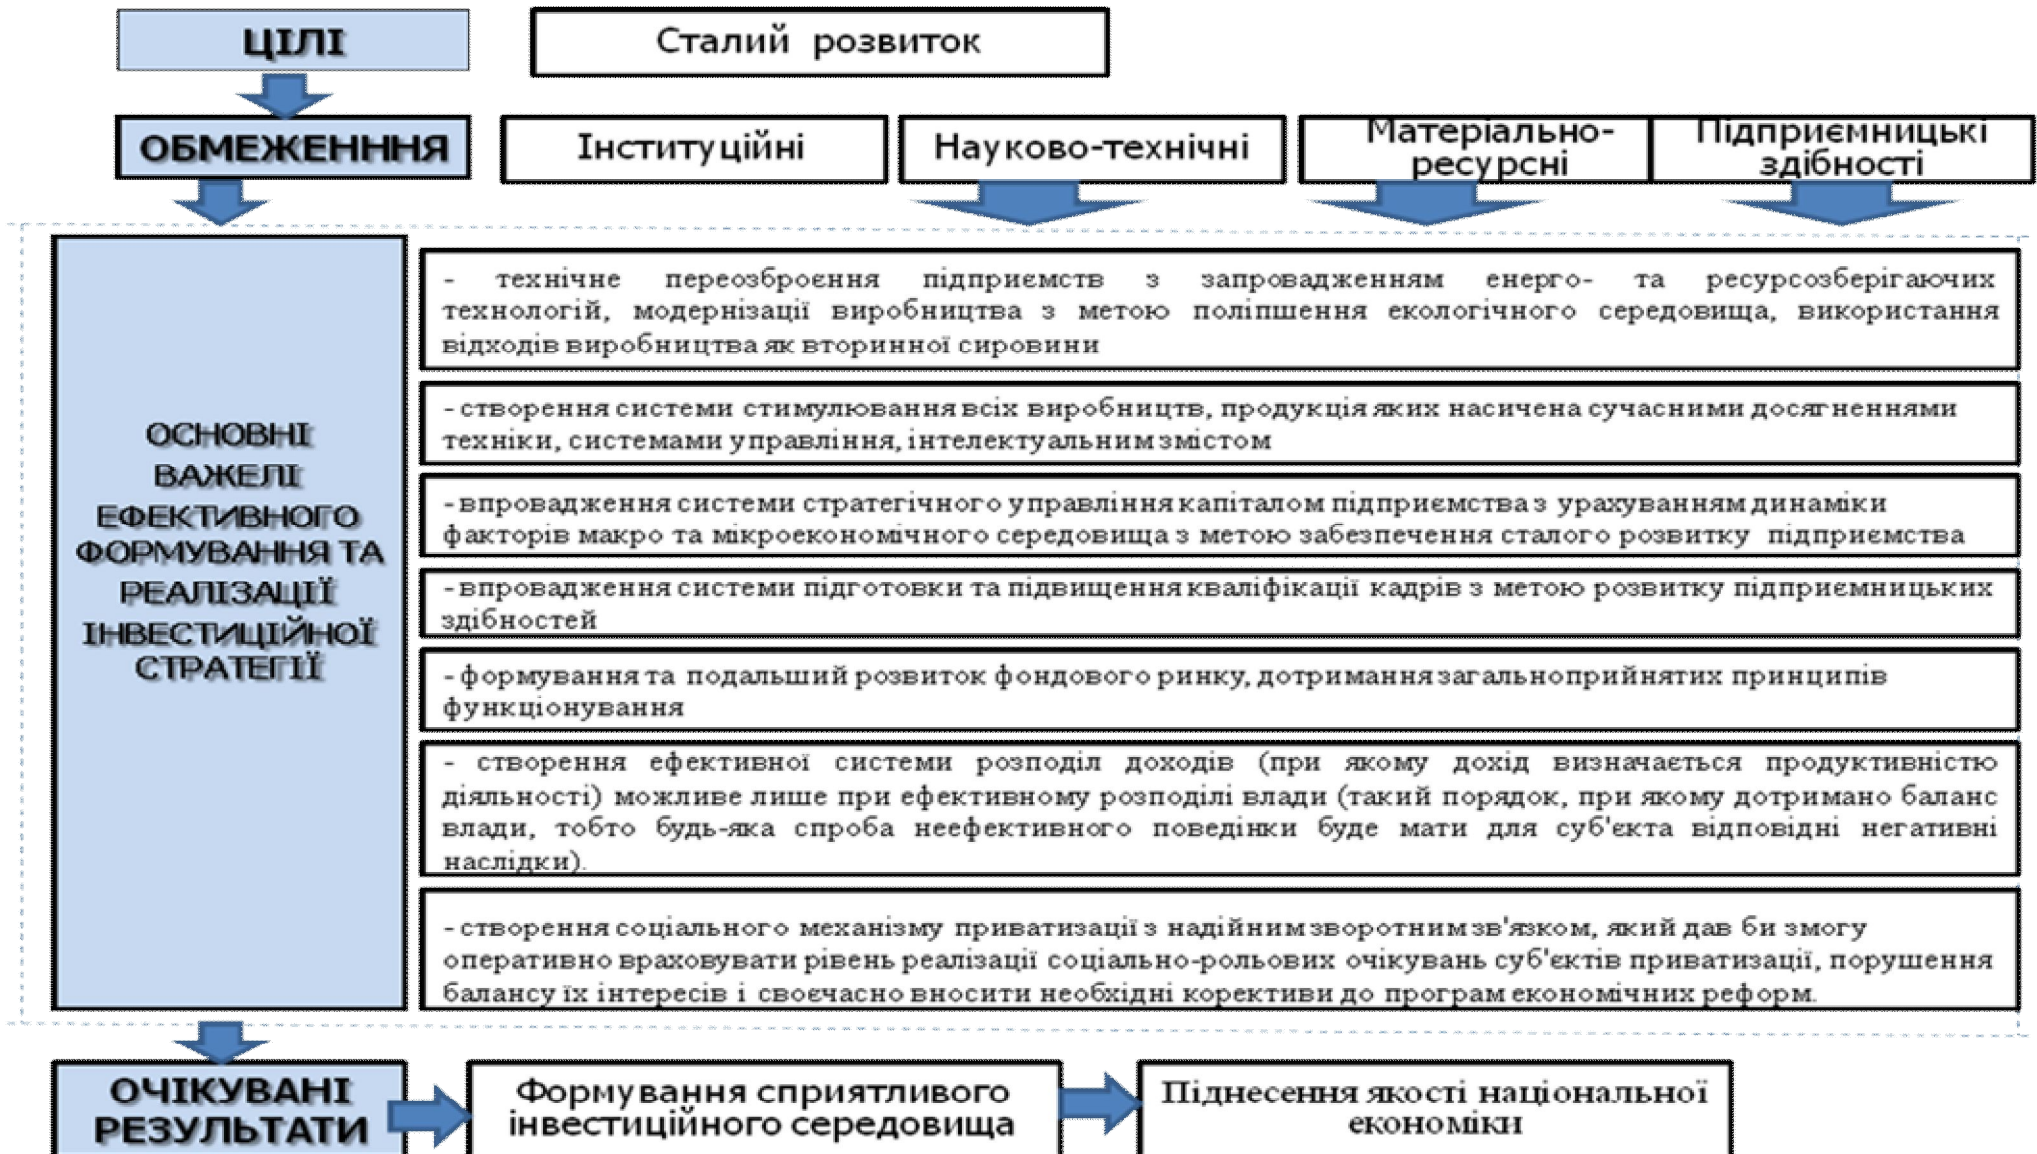 ЦІЛІ
Сталий розвиток
ОБМЕЖЕНННЯ
Інституційні
Науково-технічні
Матеріально-
ресурсні
Підприємницькі
здібності
ОСНОВНІ
ВАЖЕЛІ
ЕФЕКТИВНОГО
ФОРМУВАННЯ ТА
РЕАЛІЗАЦІЇ
ІНВЕСТИЦІЙНОЇ
СТРАТЕГІЇ
- технічне переозброєння підприємств з запровадженням енерго- та ресурсозберігаючих
технологій, модернізації виробництва з метою поліпшення екологічного середовища, використання
відходів виробництва як вторинної сировини
- створення системи стимулювання всіх виробництв, продукція яких насичена сучасними досягненнями
техніки, системами управління, інтелектуальним змістом
- впровадження системи стратегічного управління капіталом підприємства з урахуванням динаміки
факторів макро та мікроекономічного середовища з метою забезпечення сталого розвитку підприємства
- впровадження системи підготовки та підвищення кваліфікації кадрів з метою розвитку підприємницьких
здібностей
- формування та подальший розвиток фондового ринку, дотримання загальноприйнятих принципів
функціонування
- створення ефективної системи розподіл доходів (при якому дохід визначається продуктивністю
діяльності) можливе лише при ефективному розподілі влади (такий порядок, при якому дотримано баланс
влади, тобто будь-яка спроба неефективного поведінки буде мати для суб'єкта відповідні негативні
наслідки).
- створення соціального механізму приватизації з надійним зворотним зв'язком, який дав би змогу
оперативно враховувати рівень реалізації соціально-рольових очікувань суб'єктів приватизації, порушення
балансу їх інтересів і своєчасно вносити необхідні корективи до програм економічних реформ.
ОЧІКУВАНІ
РЕЗУЛЬТАТИ
Формування сприятливого
інвестиційного середовища
Піднесення якості національної
економіки